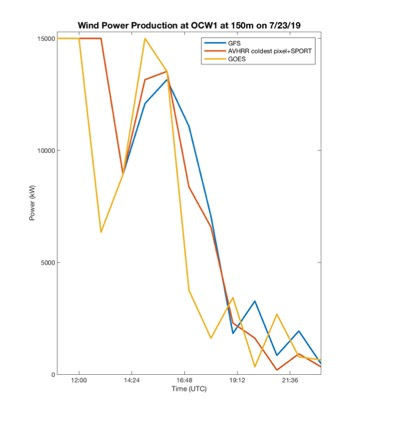 Wind Power Production at OCW1 at 150m on 7/23/19
15000
10000
5000
0
Power (kW)
GFS
AVHRR coldest pixel+SPORT
GOES
12:00
14:24
16:48
19:12
21:36
Time (UTC)